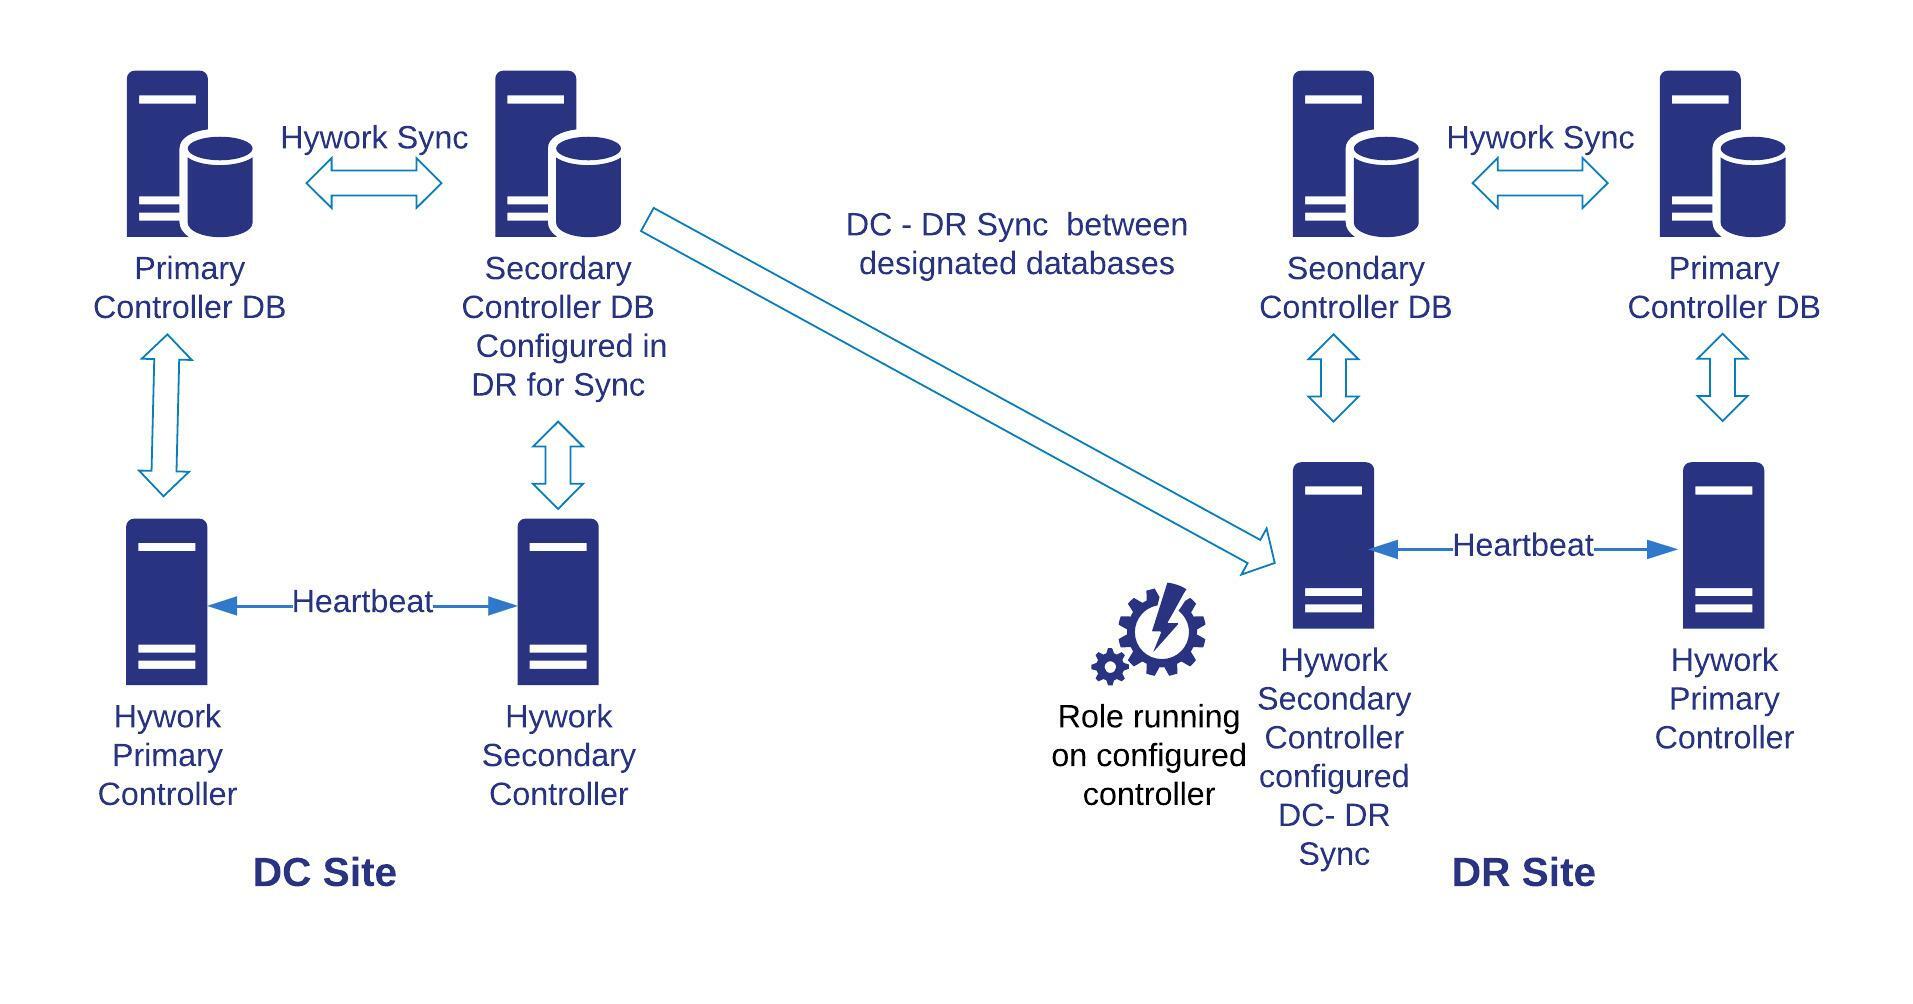 Hywork Sync
Primary
Controller DB
Secordary
Controller DB
Configured in
DR for Sync
DC - DR Sync  between
designated databases
Hywork Sync
Seondary
Controller DB
Primary
Controller DB
Heartbeat
Hywork
Primary
Controller
Hywork
Secondary
Controller
DC Site
Role running
on configured
controller
Heartbeat
Hywork
Secondary
Controller
configured
DC- DR
Sync
Hywork
Primary
Controller
DR Site